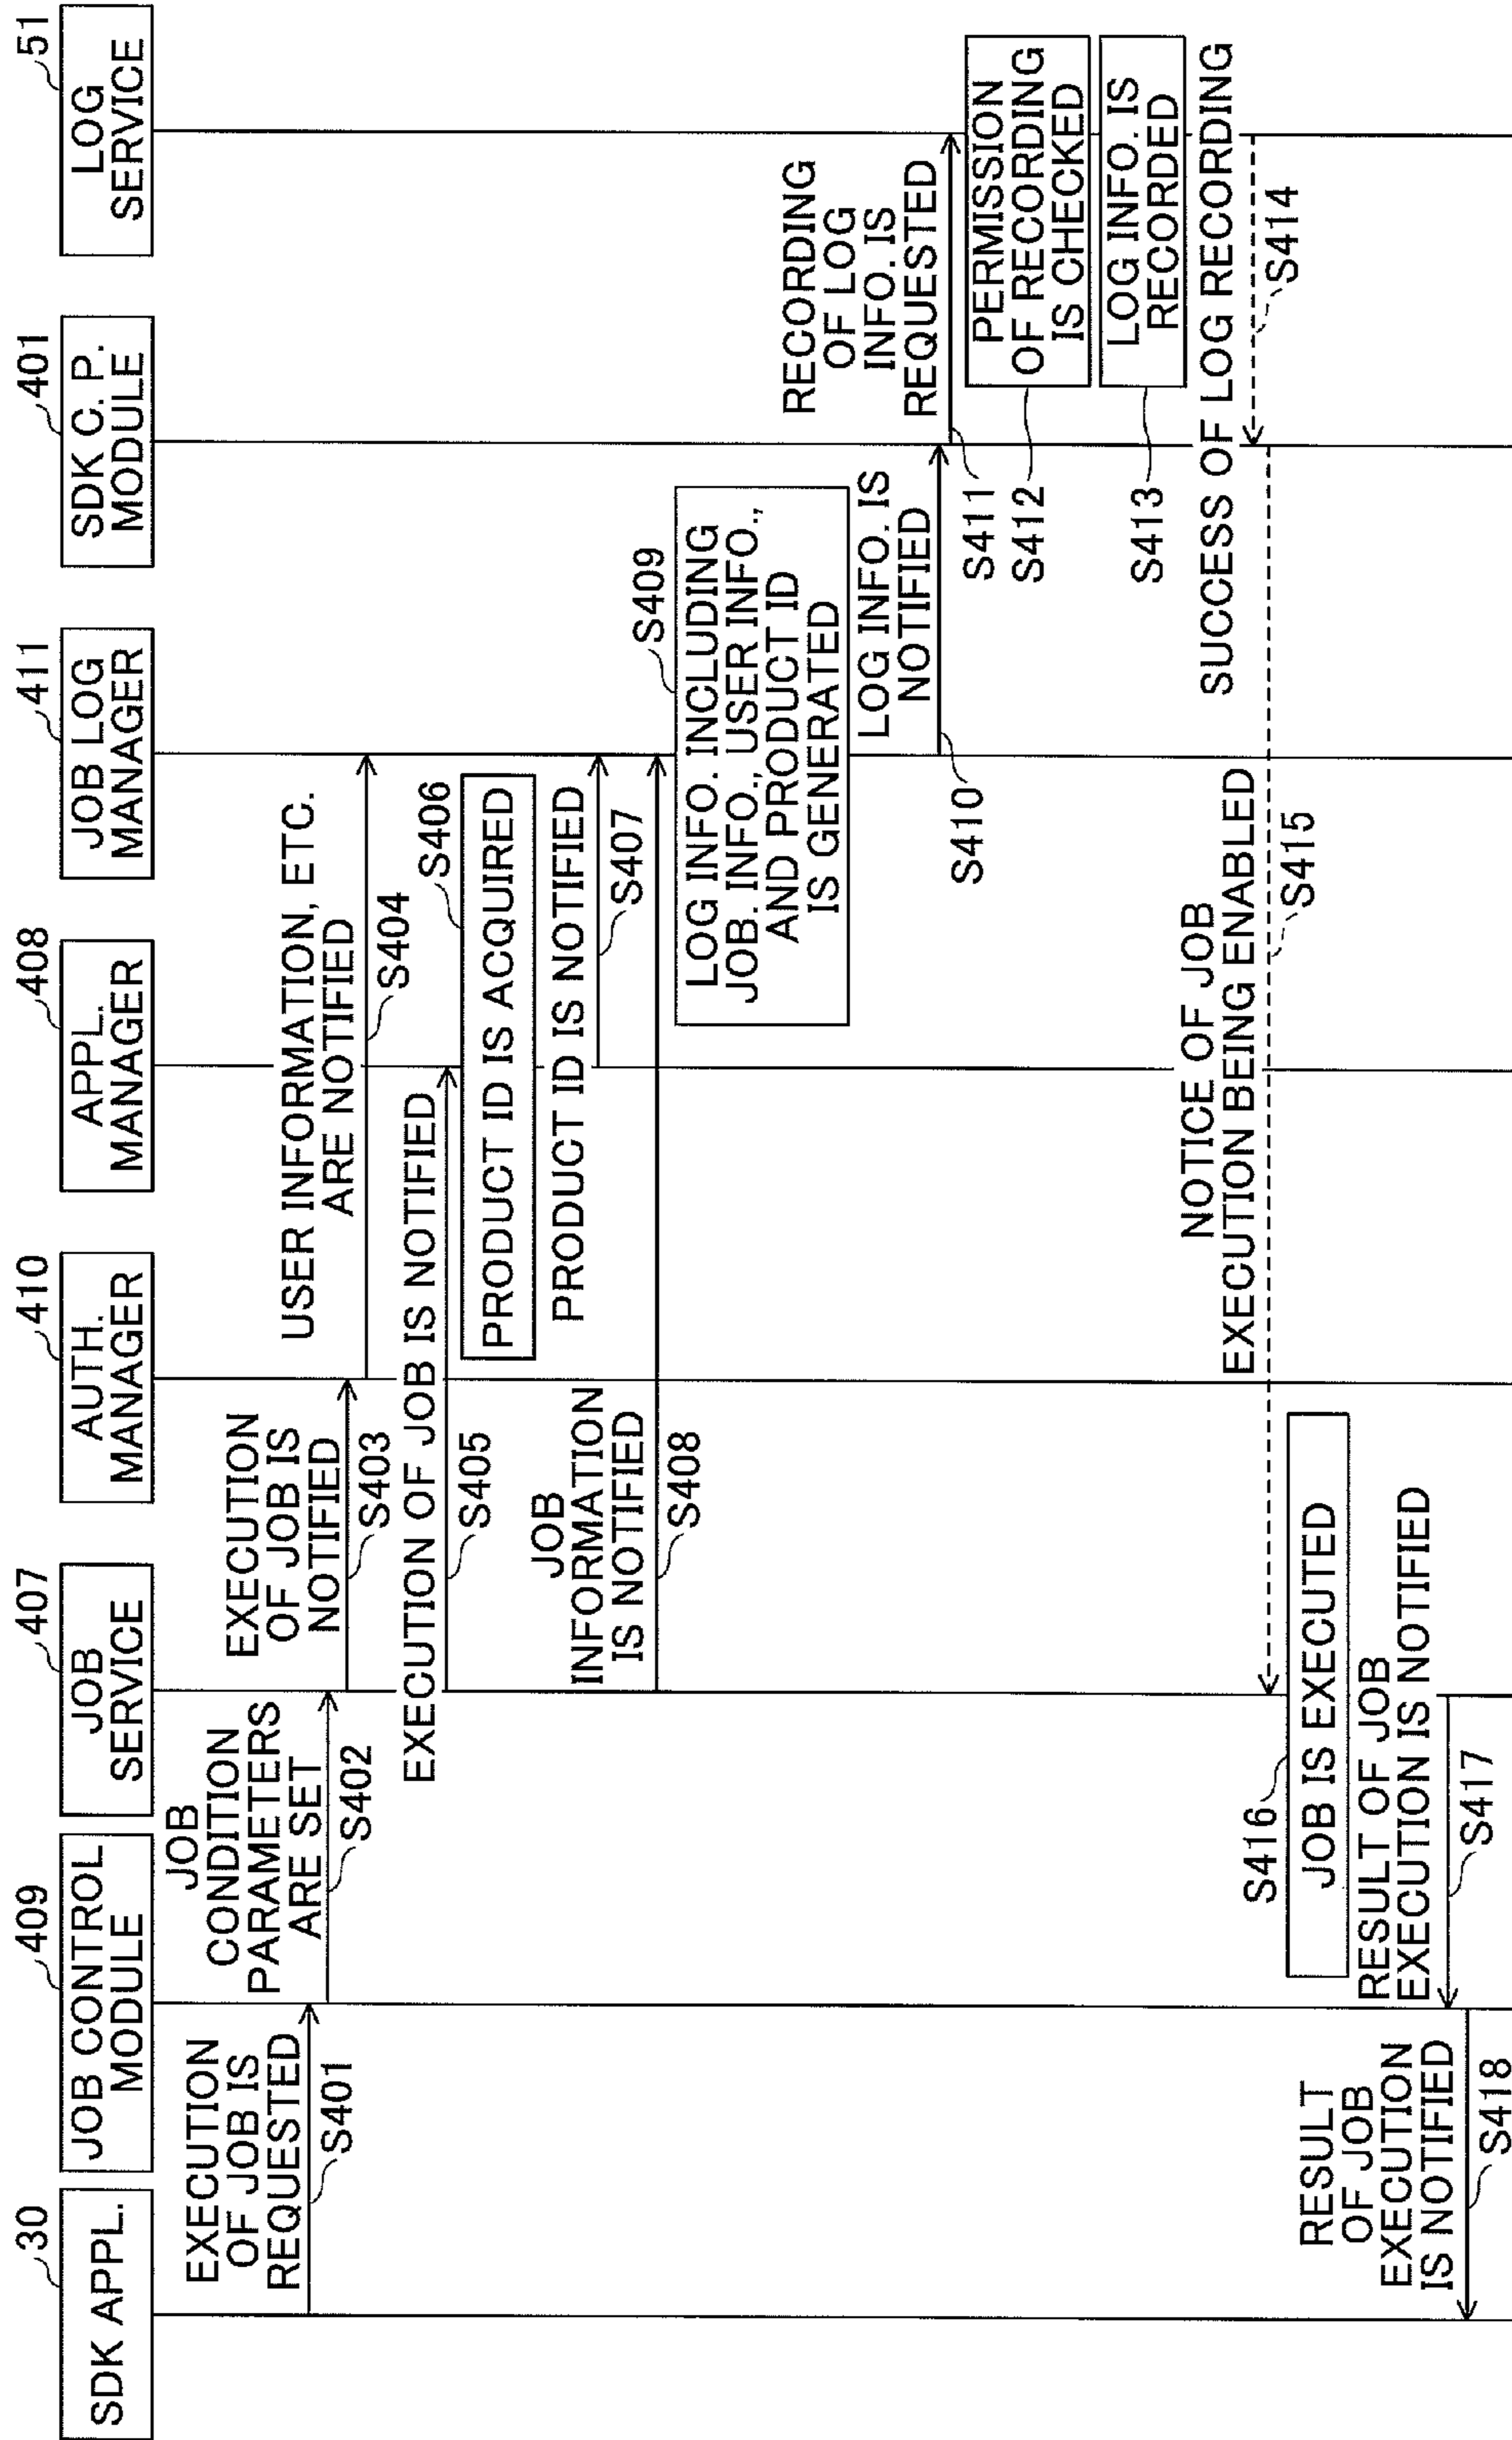 30
SDK APPL.
409
JOB CONTROL
MODULE
407
JOB
SERVICE
410
AUTH.
MANAGER
408
APPL.
MANAGER
411
JOB LOG
MANAGER
401
SDK C. P.
MODULE
51
LOG
SERVICE
EXECUTION
OF JOB IS
REQUESTED
S401
JOB
CONDITION
PARAMETERS
ARE SET
S402
EXECUTION
OF JOB IS
NOTIFIED
S403
USER INFORMATION, ETC.
ARE NOTIFIED
S404
EXECUTION OF JOB IS NOTIFIED
S405
S406
PRODUCT ID IS ACQUIRED
PRODUCT ID IS NOTIFIED
S407
JOB
INFORMATION
IS NOTIFIED
S408
S409
LOG INFO. INCLUDING
JOB. INFO., USER INFO.,
AND PRODUCT ID
IS GENERATED
LOG INFO. IS
NOTIFIED
S410
RECORDING
OF LOG
INFO. IS
REQUESTED
S411
PERMISSION
OF RECORDING
IS CHECKED
S412
LOG INFO. IS
RECORDED
S413
SUCCESS OF LOG RECORDING
S414
NOTICE OF JOB
EXECUTION BEING ENABLED
S415
S416
JOB IS EXECUTED
RESULT OF JOB
EXECUTION IS NOTIFIED
S417
RESULT
OF JOB
EXECUTION
IS NOTIFIED
S418